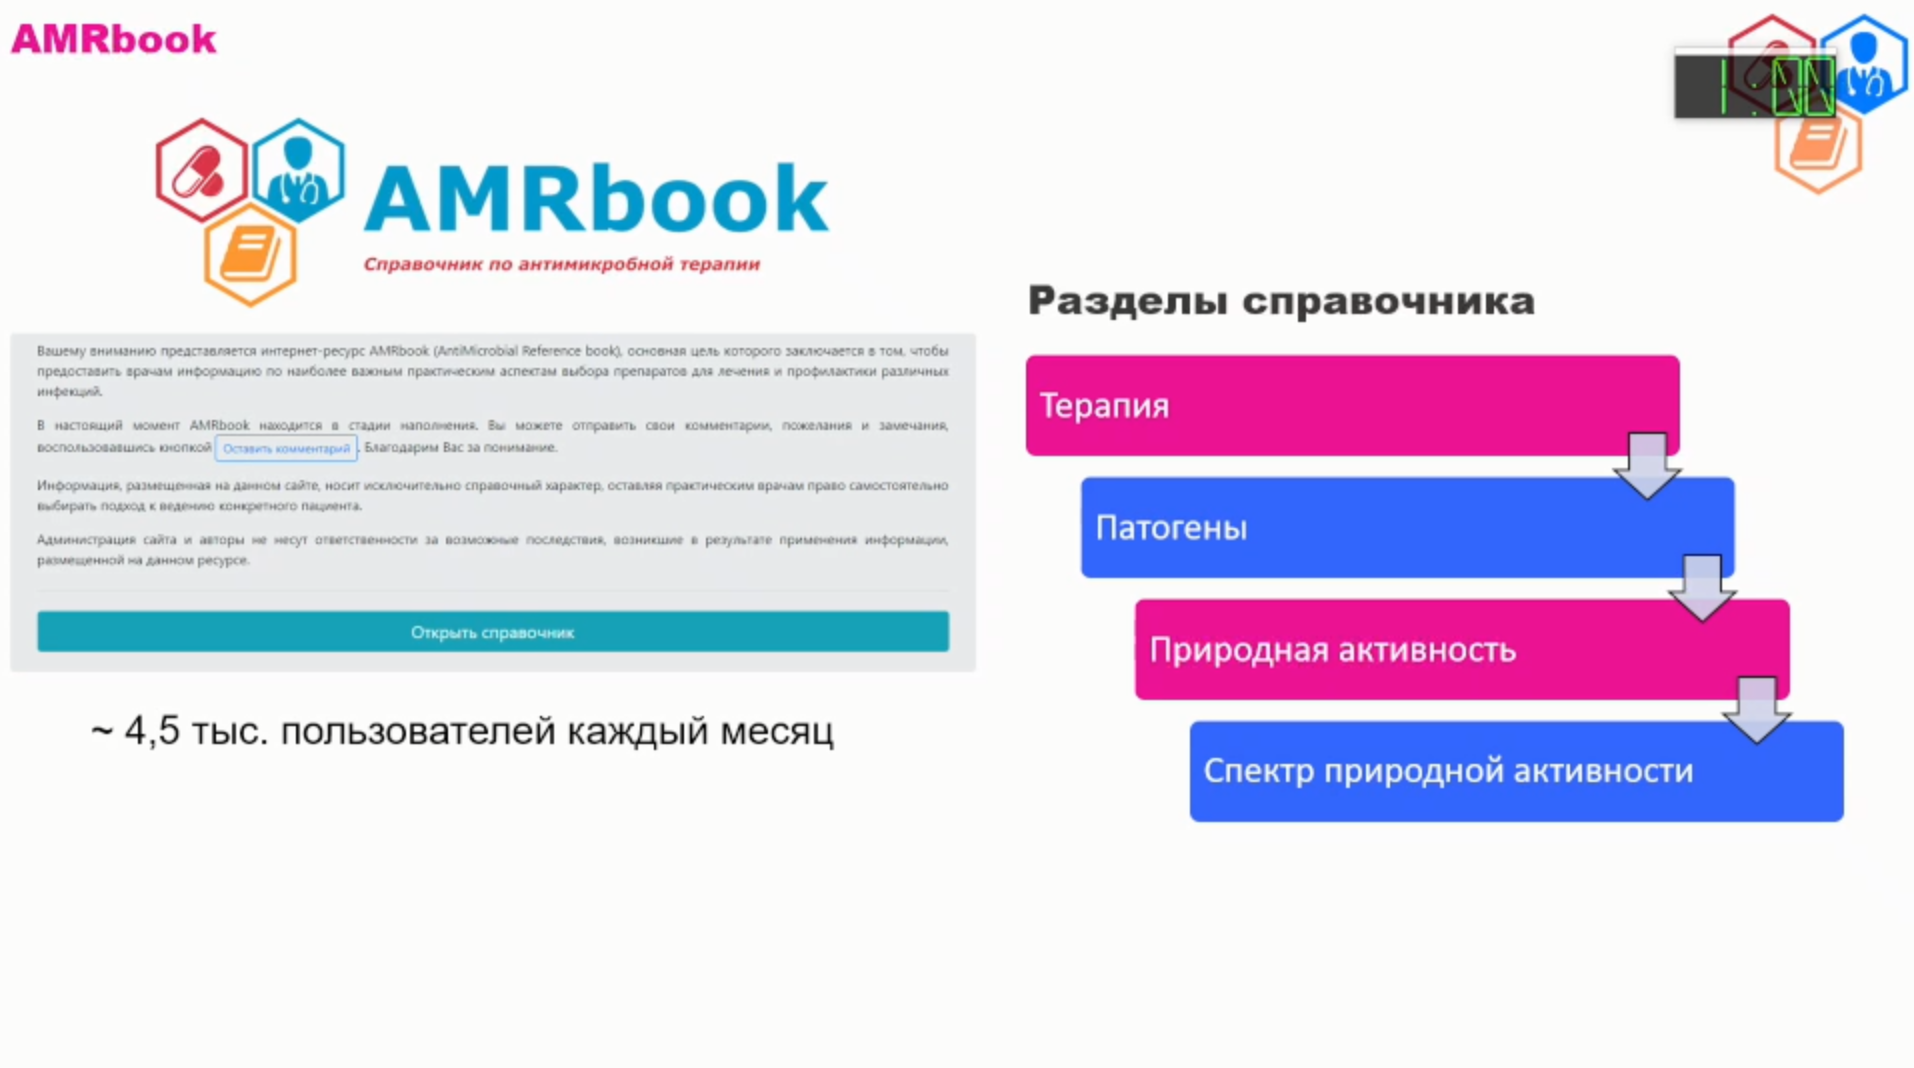 AMRbook
1:00
AMRbook
Справочник по антимикробной терапии
Вашему вниманию представляется интернет-ресурс AMRbook (AntiMicrobial Reference book), основная цель которого заключается в том, чтобы
предоставить врачам информацию по наиболее важным практическим аспектам выбора препаратов для лечения и профилактики различных
инфекций.
В настоящий момент AMRbook находится в стадии наполнения. Вы можете отправить свои комментарии, пожелания и замечания,
воспользовавшись кнопкой Оставить комментарий. Благодарим Вас за понимание.
Информация, размещенная на данном сайте, носит исключительно справочный характер, оставляя практическим врачам право самостоятельно
выбирать подход к ведению конкретного пациента.
Администрация сайта и авторы не несут ответственности за возможные последствия, возникшие в результате применения информации,
размещенной на данном ресурсе.
Открыть справочник
~ 4,5 тыс. пользователей каждый месяц
Разделы справочника
Терапия
Патогены
Природная активность
Спектр природной активности